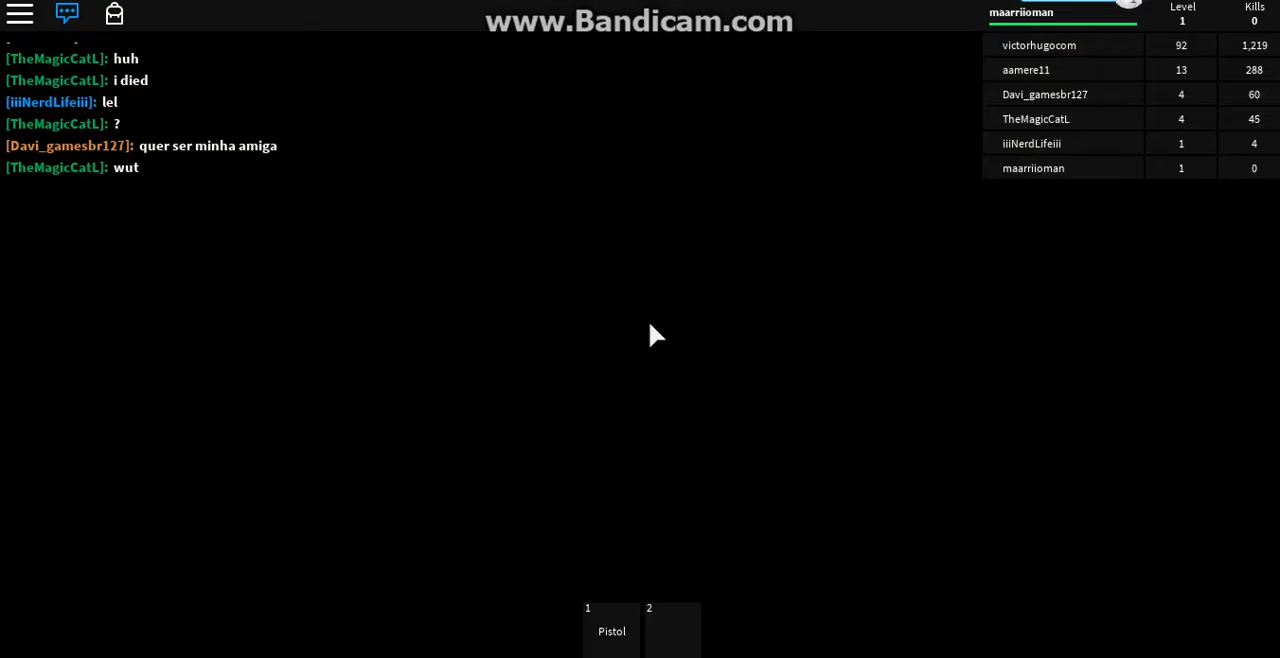 www.Bandicam.com
maarriioman Level 1 Kills 0
[TheMagicCatL]: huh
[TheMagicCatL]: i died
[iiiNerdLifeiii]: lel
[TheMagicCatL]: ?
[Davi_gamesbr127]: quer ser minha amiga
[TheMagicCatL]: wut
victorhugocom 92 1,219
aamere11 13 288
Davi_gamesbr127 4 60
TheMagicCatL 4 45
iiiNerdLifeiii 1 4
maarriioman 1 0
1 2
Pistol